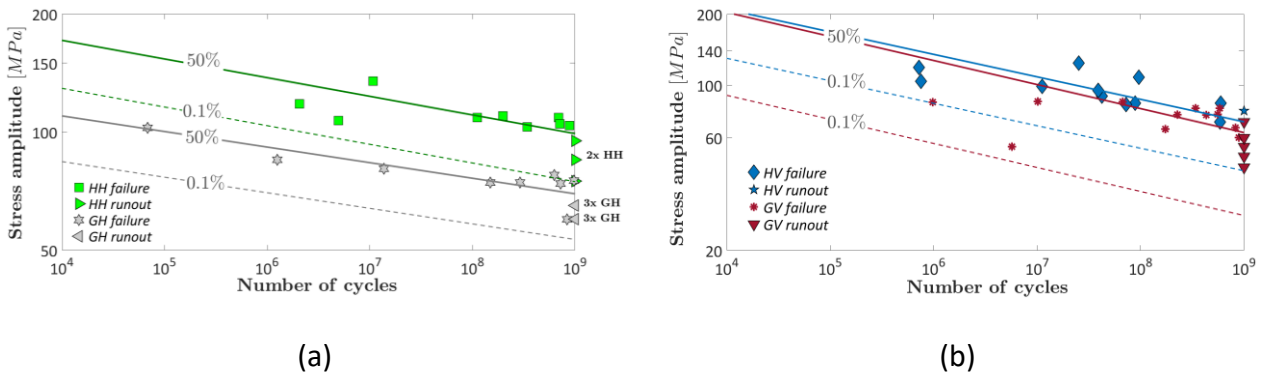 Stress amplitude [MPa]
200
150
100
50
50%
0.1%
50%
0.1%
2x HH
3x GH
3x GH
HH failure
HH runout
GH failure
GH runout
10^4 10^5 10^6 10^7 10^8 10^9
Number of cycles
(a)
Stress amplitude [MPa]
200
140
100
60
20
50%
0.1%
0.1%
HV failure
HV runout
GV failure
GV runout
10^4 10^5 10^6 10^7 10^8 10^9
Number of cycles
(b)